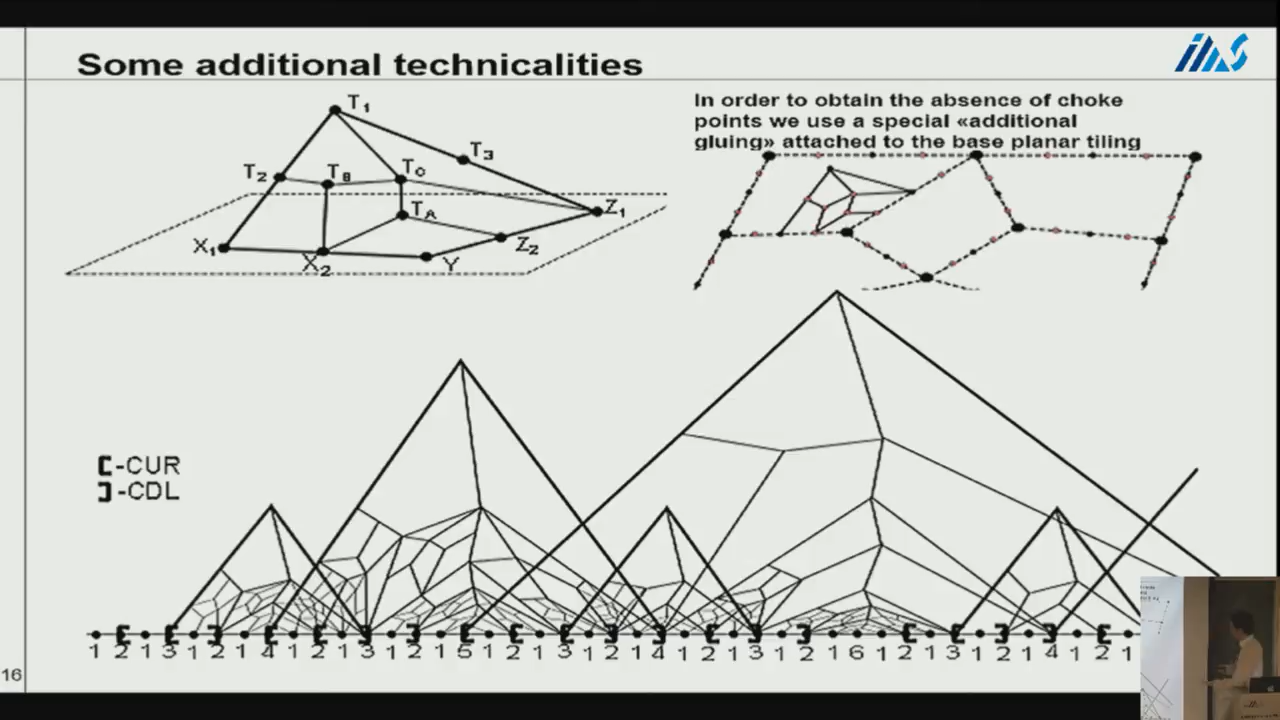 Some additional technicalities
iias
In order to obtain the absence of choke
points we use a special «additional
gluing» attached to the base planar tiling
T1
T3
T2 TB TC
TA
Z1
X1 X2 Y Z2
[-CUR
]-CDL
1 2 1 3 1 2 1 4 1 2 1 3 1 2 1 5 1 2 1 3 1 2 1 4 1 2 1 3 1 2 1 6 1 2 1 3 1 2 1 4 1 2 1
16